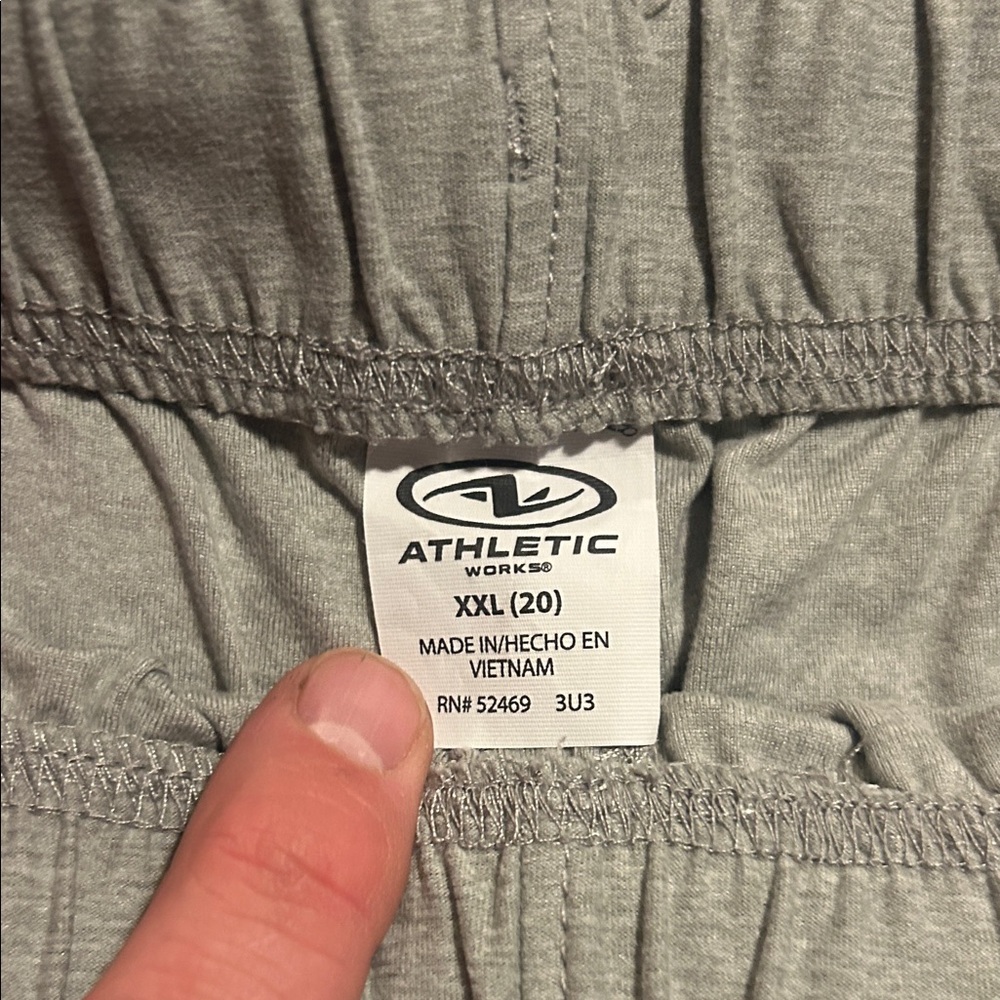 ATHLETIC
WORKS®
XXL (20)
MADE IN/HECHO EN
VIETNAM
RN# 52469 3U3